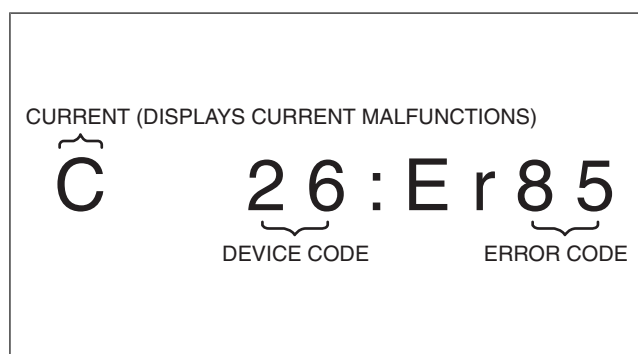 CURRENT (DISPLAYS CURRENT MALFUNCTIONS)
C 26:Er85
DEVICE CODE ERROR CODE